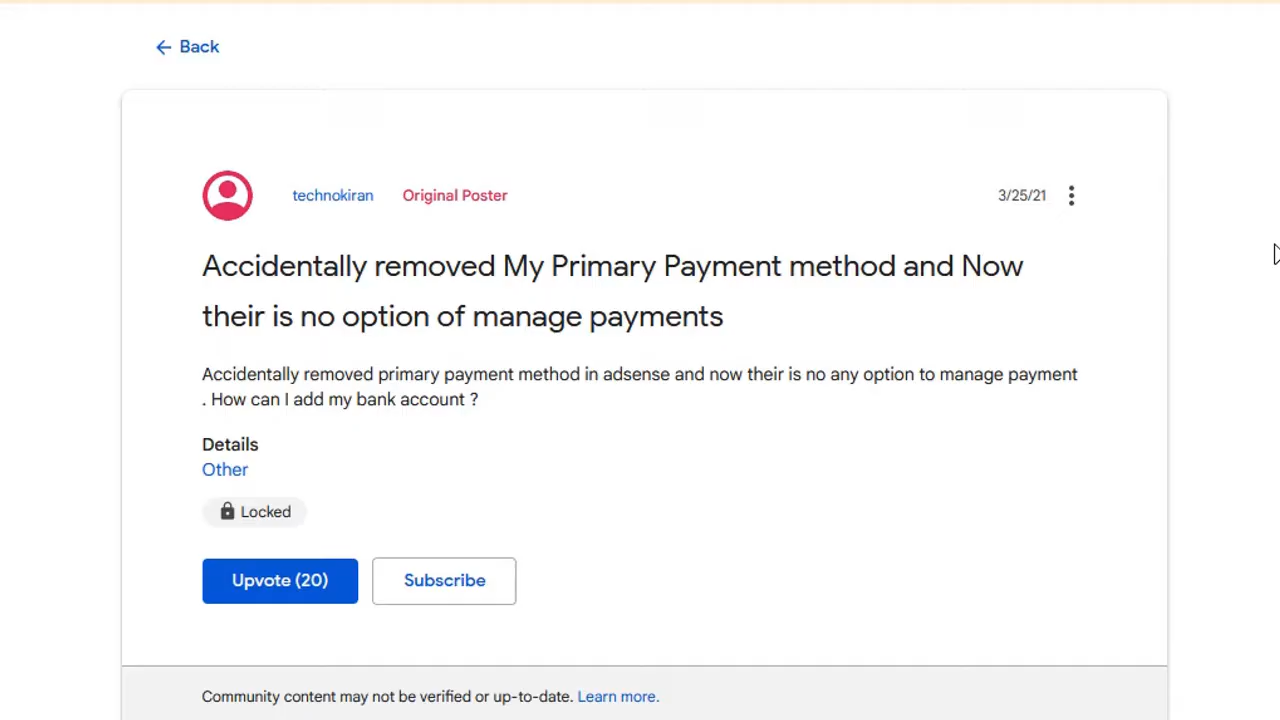 Back
technokiran Original Poster 3/25/21
Accidentally removed My Primary Payment method and Now
their is no option of manage payments
Accidentally removed primary payment method in adsense and now their is no any option to manage payment
. How can I add my bank account ?
Details
Other
Locked
Upvote (20) Subscribe
Community content may not be verified or up-to-date. Learn more.